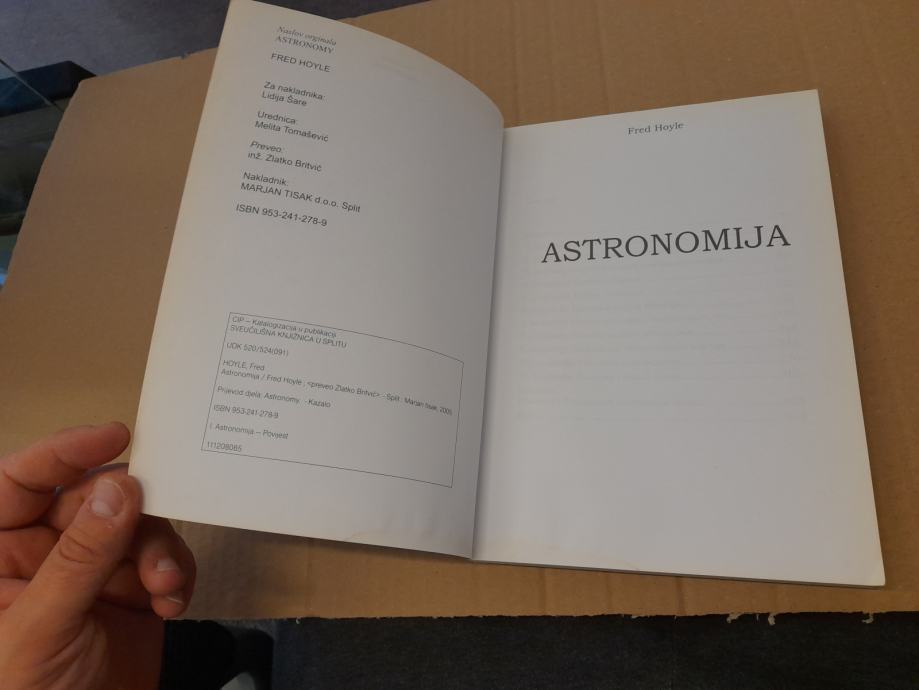 Naslov orginala
ASTRONOMY
FRED HOYLE
Za nakladnika:
Lidija Šare
Urednica:
Melita Tomašević
Preveo:
inž. Zlatko Britvić
Nakladnik:
MARJAN TISAK d.o.o. Split
ISBN 953-241-278-9
CIP – Katalogizacija u publikaciji
SVEUČILIŠNA KNJIŽNICA U SPLITU
UDK 520/524(091)
HOYLE, Fred
Astronomija / Fred Hoyle ; <preveo Zlatko Britvić>. - Split : Marjan tisak, 2005
Prijevod djela: Astronomy. - Kazalo
ISBN 953-241-278-9
I. Astronomija -- Povijest
111208065
Fred Hoyle
ASTRONOMIJA